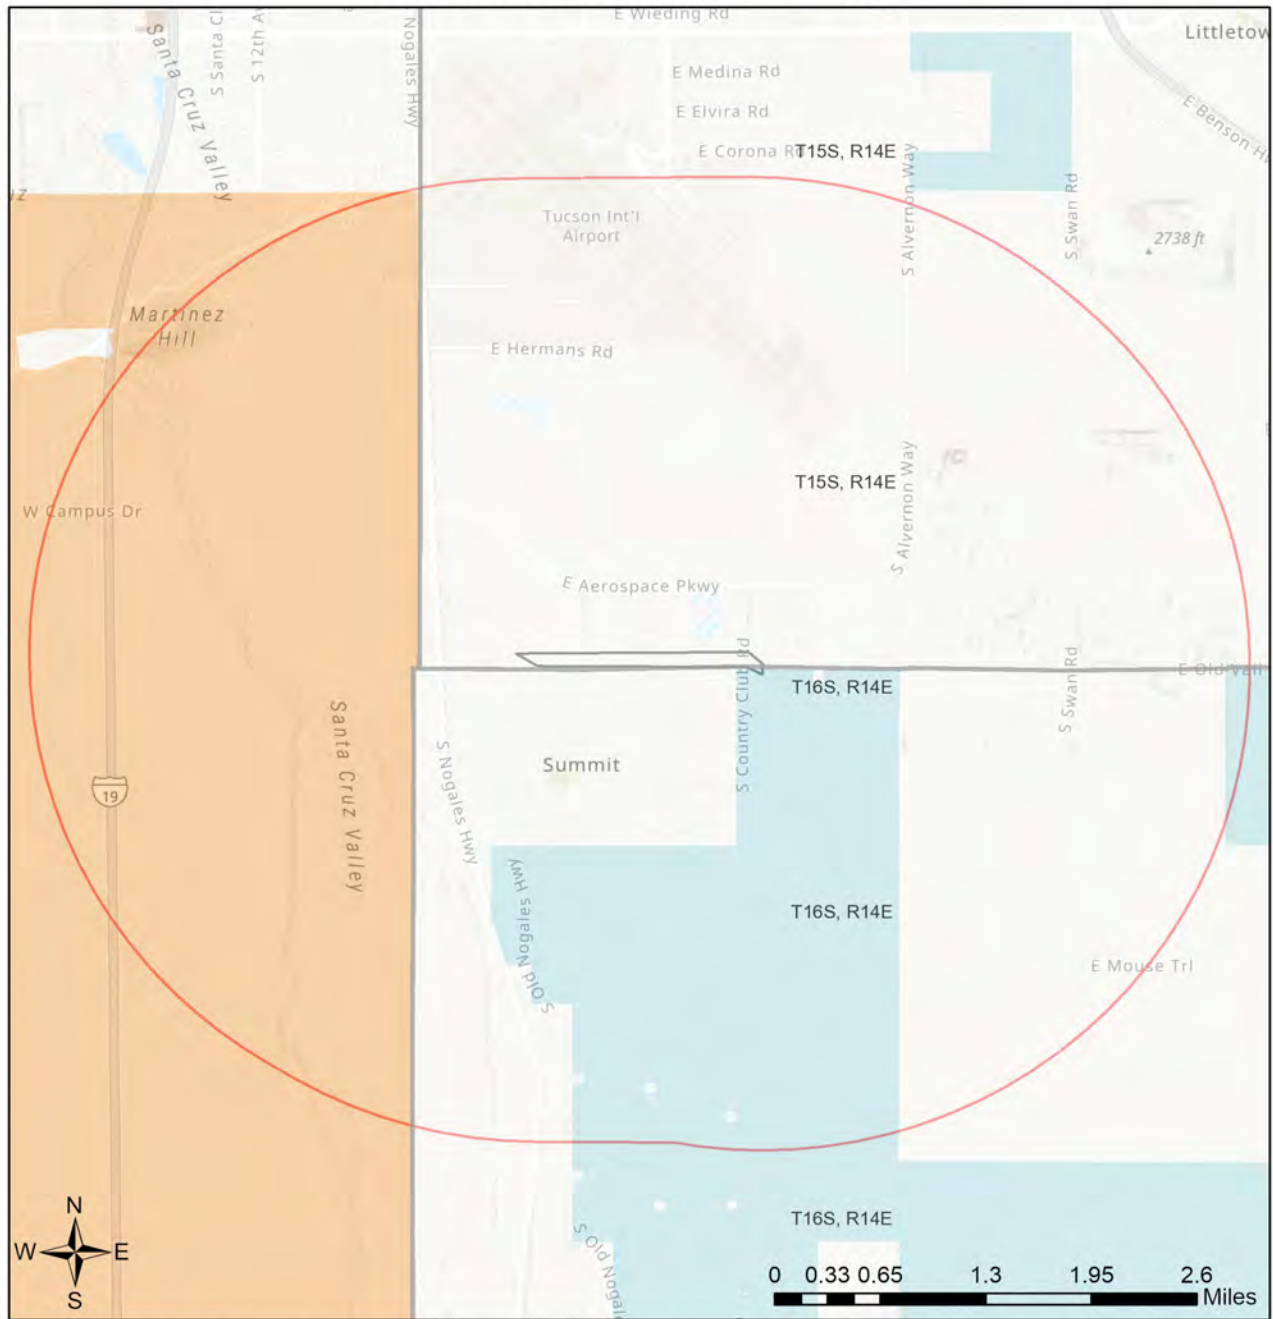 E Wieding Rd
Littletow
S Santa Cl
S 12th Av
Nogales Hwy
Santa Cruz Valley
E Medina Rd
E Elvira Rd
E Corona R
T15S, R14E
E Benson H
uz
Tucson Int'l
Airport
S Alvernon Way
S Swan Rd
2738 ft
Martinez
Hill
E Hermans Rd
W Campus Dr
T15S, R14E
S Alvernon Way
E Aerospace Pkwy
S Country Club Rd
S Swan Rd
E Old Vail
T16S, R14E
Santa Cruz Valley
S Nogales Hwy
Summit
19
S Old Nogales Hwy
T16S, R14E
E Mouse Trl
N
W E
S
T16S, R14E
S Old Nogale
0 0.33 0.65 1.3 1.95 2.6
Miles